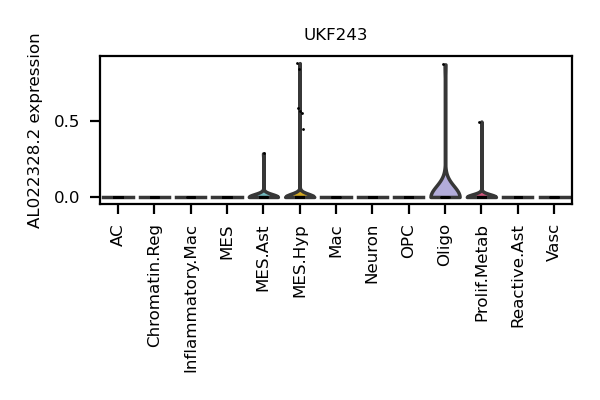 UKF243
AL022328.2 expression
0.5
0.0
AC
Chromatin.Reg
Inflammatory.Mac
MES
MES.Ast
MES.Hyp
Mac
Neuron
OPC
Oligo
Prolif.Metab
Reactive.Ast
Vasc